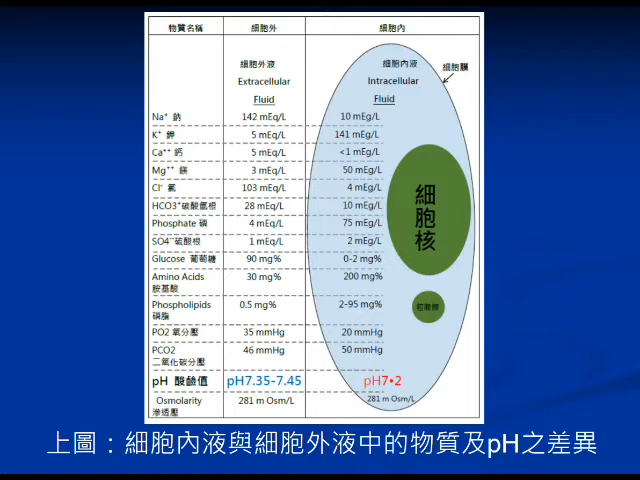 物質名稱 細胞外 細胞內
細胞外液 細胞內液 細胞膜
Extracellular Intracellular
Fluid Fluid
Na⁺ 鈉 142 mEq/L 10 mEg/L
K⁺ 鉀 5 mEq/L 141 mEg/L
Ca⁺⁺ 鈣 5 mEq/L <1 mEg/L
Mg⁺⁺ 鎂 3 mEq/L 50 mEg/L
Cl⁻ 氯 103 mEq/L 4 mEg/L
HCO3⁺硫酸氫根 28 mEq/L 10 mEg/L
Phosphate 磷 4 mEq/L 75 mEg/L
SO4⁻⁻硫酸根 1 mEq/L 2 mEg/L
細胞核
Glucose 葡萄糖 90 mg% 0-2 mg%
Amino Acids 30 mg% 200 mg%
胺基酸
Phospholipids 0.5 mg% 2-95 mg%
磷脂
PO2 氧分壓 35 mmHg 20 mmHg
PCO2 46 mmHg 50 mmHg
二氧化碳分壓
pH 酸鹼值 pH7.35-7.45 pH7•2
Osmolarity 281 m Osm/L 281 m Osm/L
滲透壓
上圖：細胞內液與細胞外液中的物質及pH之差異